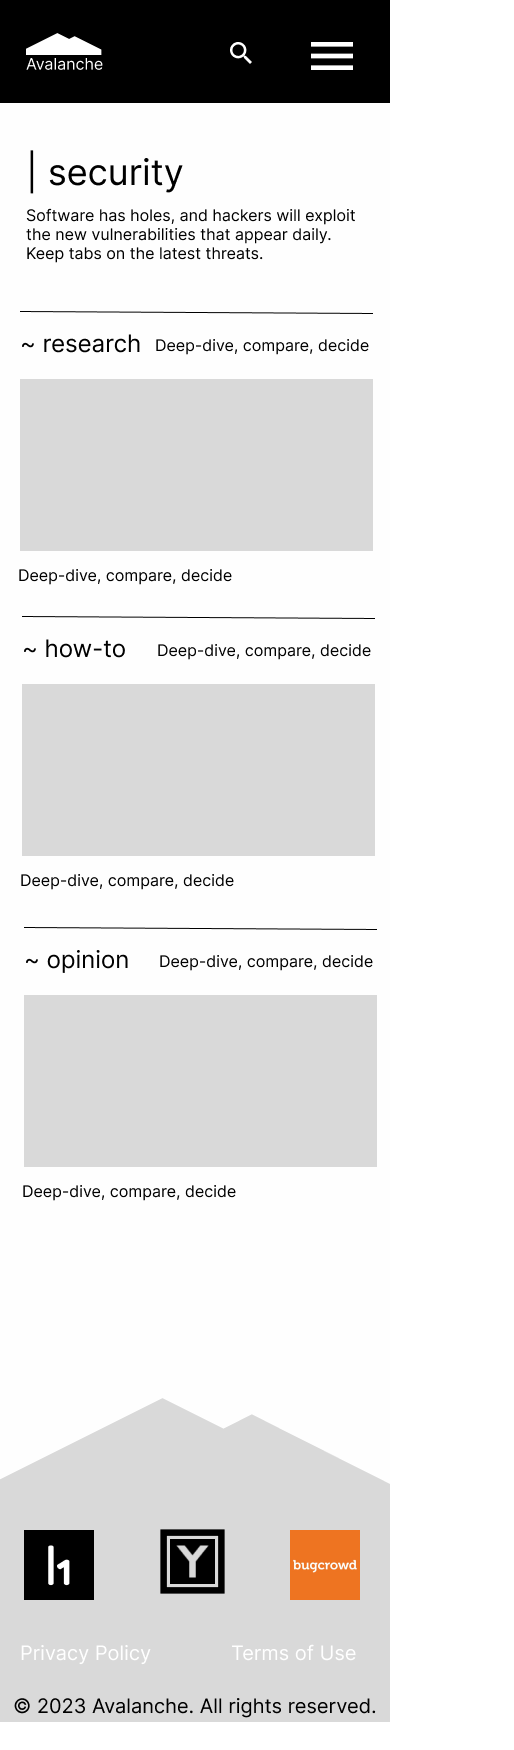 Avalanche
| security
Software has holes, and hackers will exploit
the new vulnerabilities that appear daily.
Keep tabs on the latest threats.
~ research Deep-dive, compare, decide
Deep-dive, compare, decide
~ how-to Deep-dive, compare, decide
Deep-dive, compare, decide
~ opinion Deep-dive, compare, decide
Deep-dive, compare, decide
h1 Y bugcrowd
Privacy Policy Terms of Use
© 2023 Avalanche. All rights reserved.